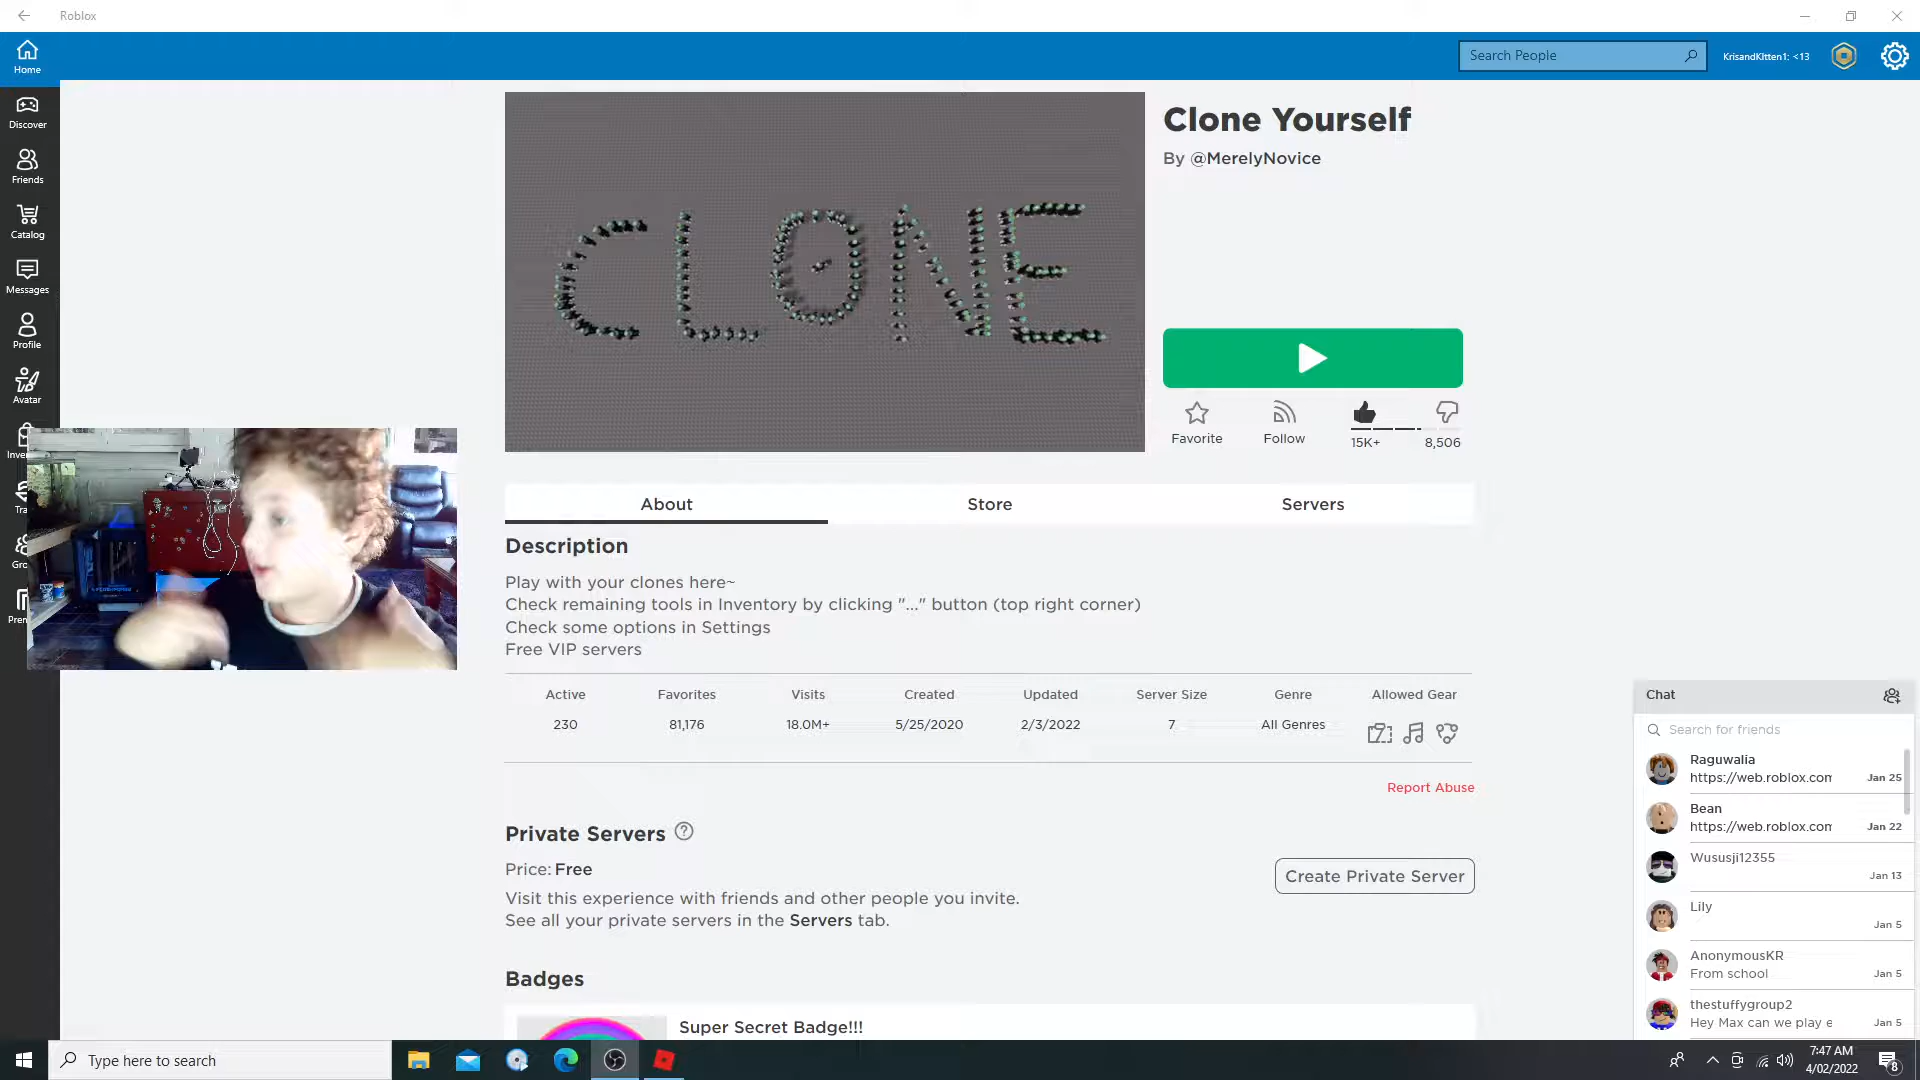 Roblox
Home
Search People
KrisandKitten1: <13
Discover
Friends
Catalog
Messages
Profile
Avatar
CLONE
Clone Yourself
By @MerelyNovice
Favorite
Follow
15K+
8,506
About
Store
Servers
Description
Play with your clones here~
Check remaining tools in Inventory by clicking "..." button (top right corner)
Check some options in Settings
Free VIP servers
Active
Favorites
Visits
Created
Updated
Server Size
Genre
Allowed Gear
230
81,176
18.0M+
5/25/2020
2/3/2022
7
All Genres
Report Abuse
Private Servers
Price: Free
Create Private Server
Visit this experience with friends and other people you invite.
See all your private servers in the Servers tab.
Badges
Super Secret Badge!!!
Chat
Search for friends
Raguwalia
https://web.roblox.com
Jan 25
Bean
https://web.roblox.com
Jan 22
Wususji12355
Jan 13
Lily
Jan 5
AnonymousKR
From school
Jan 5
thestuffygroup2
Hey Max can we play e
Jan 5
Type here to search
7:47 AM
4/02/2022
8